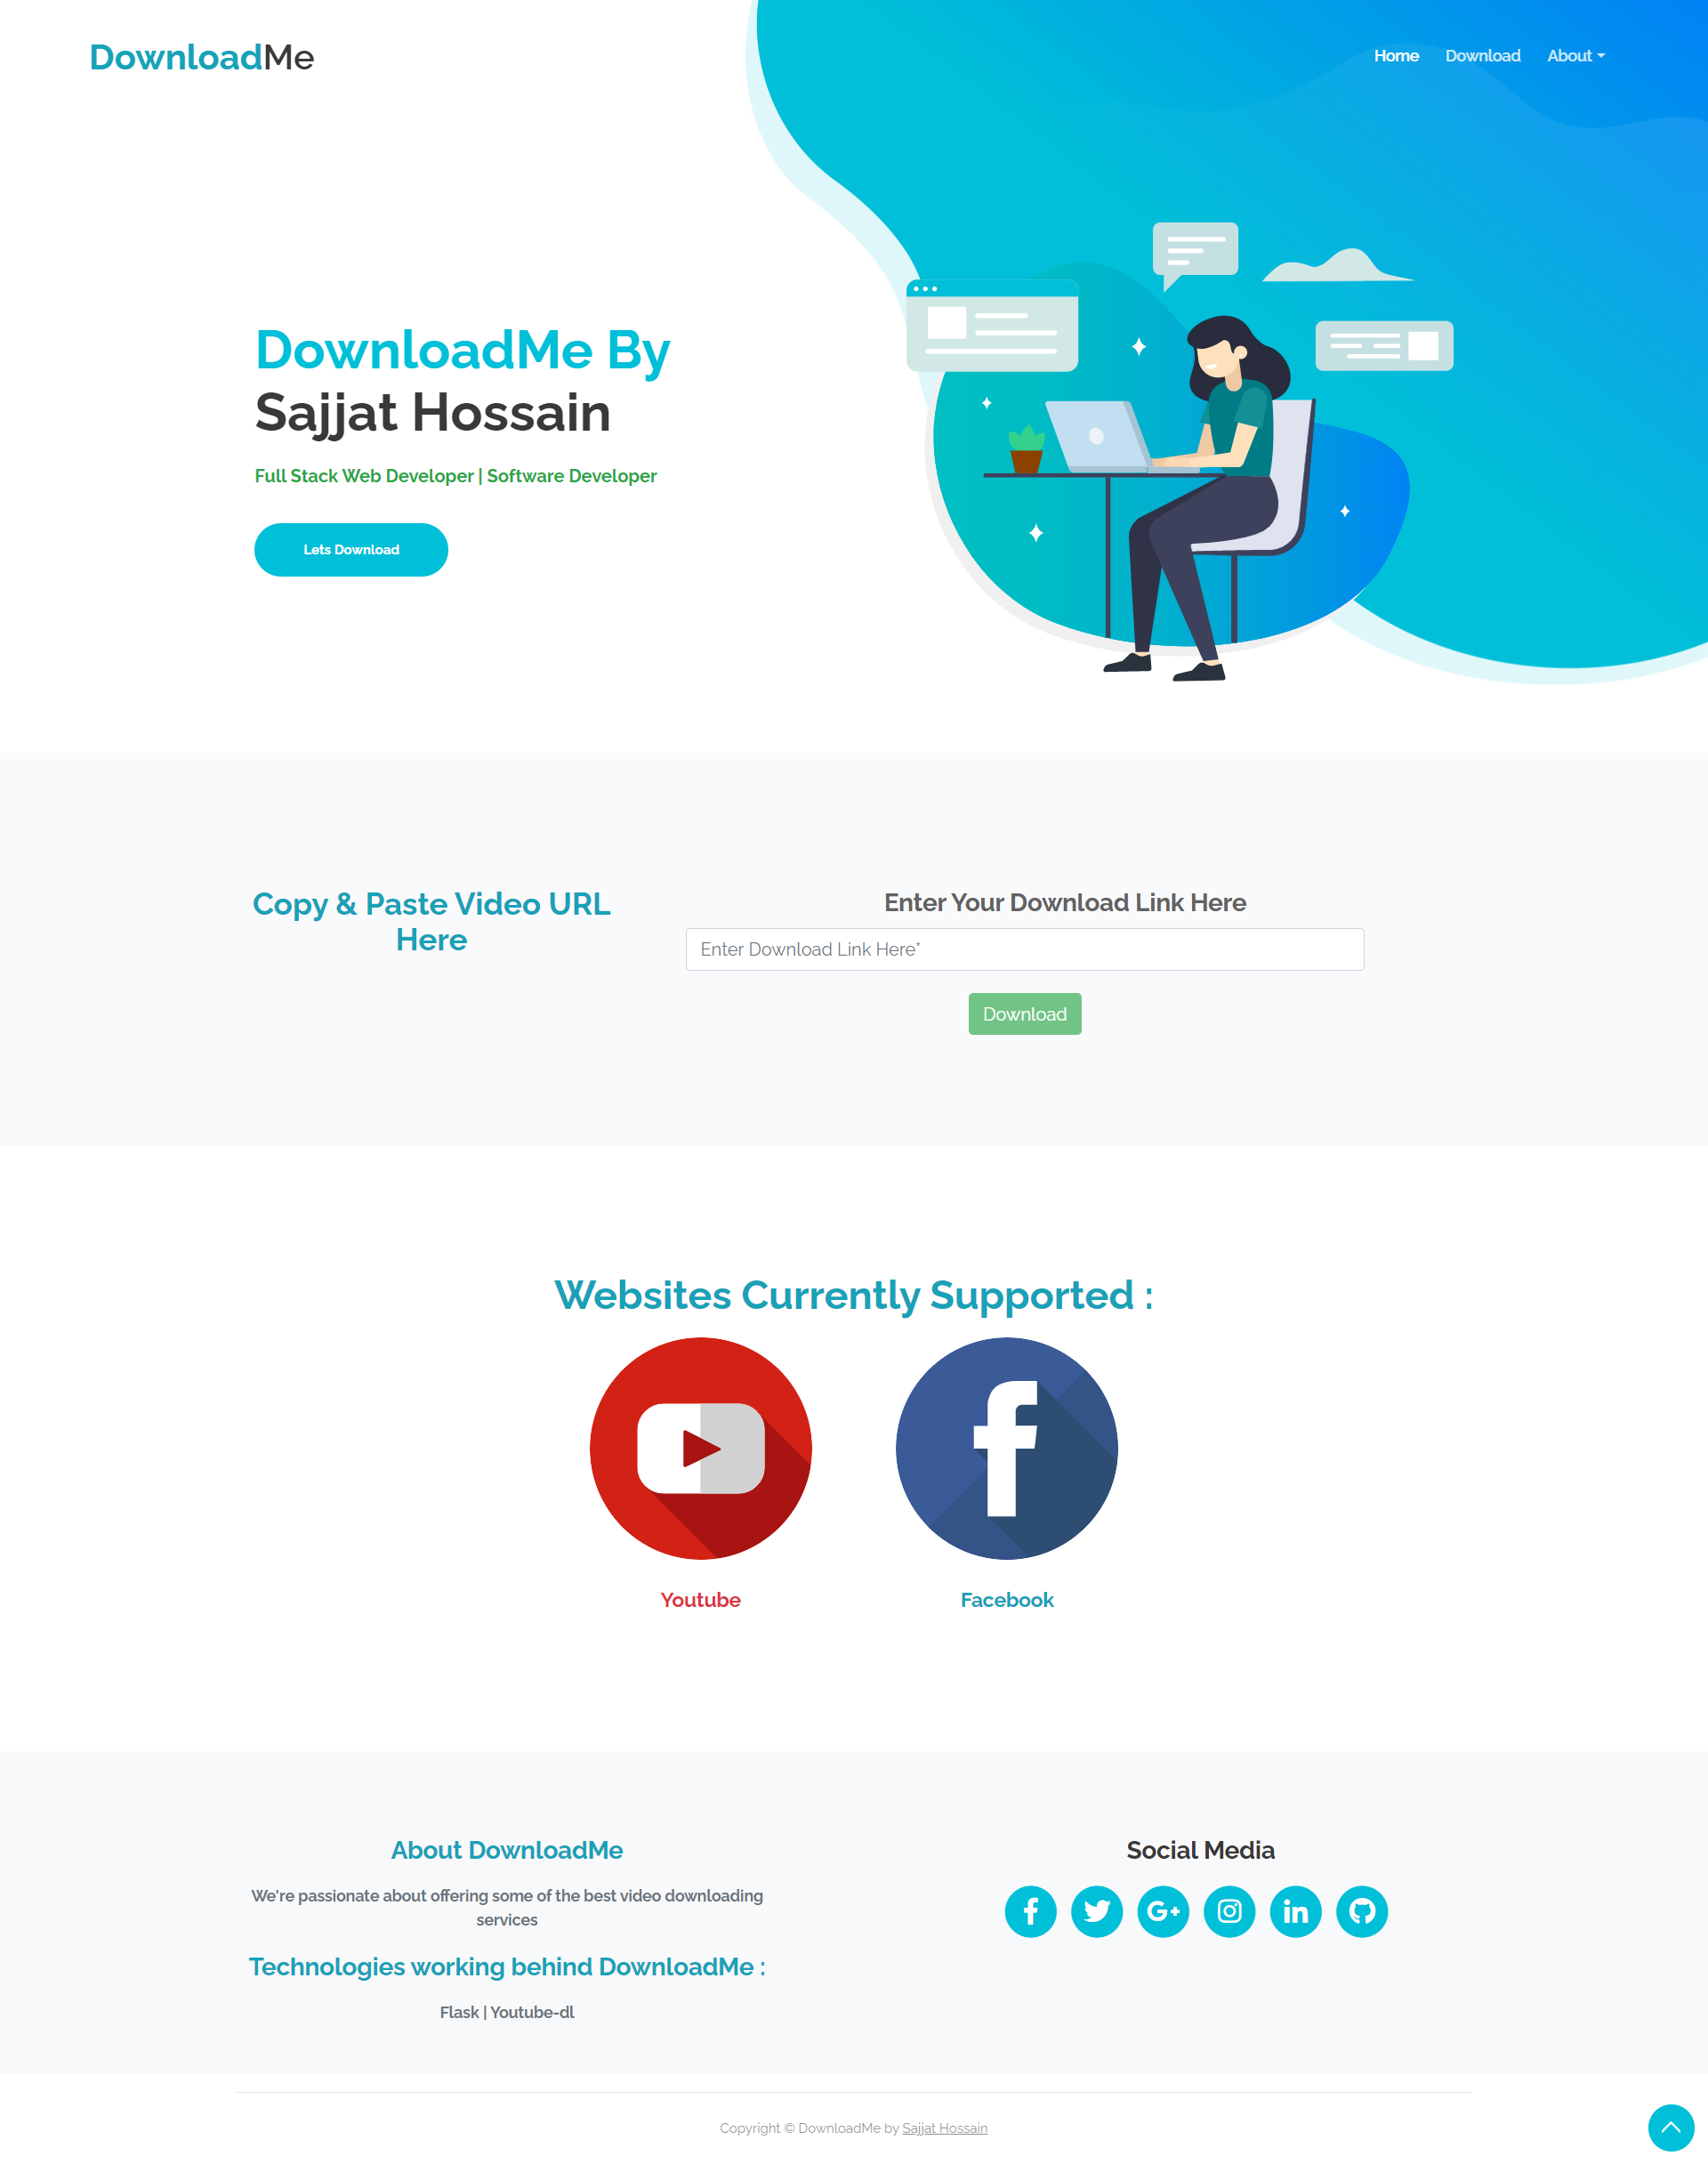 DownloadMe
Home
Download
About
DownloadMe By
Sajjat Hossain
Full Stack Web Developer | Software Developer
Lets Download
Copy & Paste Video URL
Here
Enter Your Download Link Here
Enter Download Link Here*
Download
Websites Currently Supported :
Youtube
Facebook
About DownloadMe
We're passionate about offering some of the best video downloading
services
Technologies working behind DownloadMe :
Flask | Youtube-dl
Social Media
Copyright © DownloadMe by Sajjat Hossain